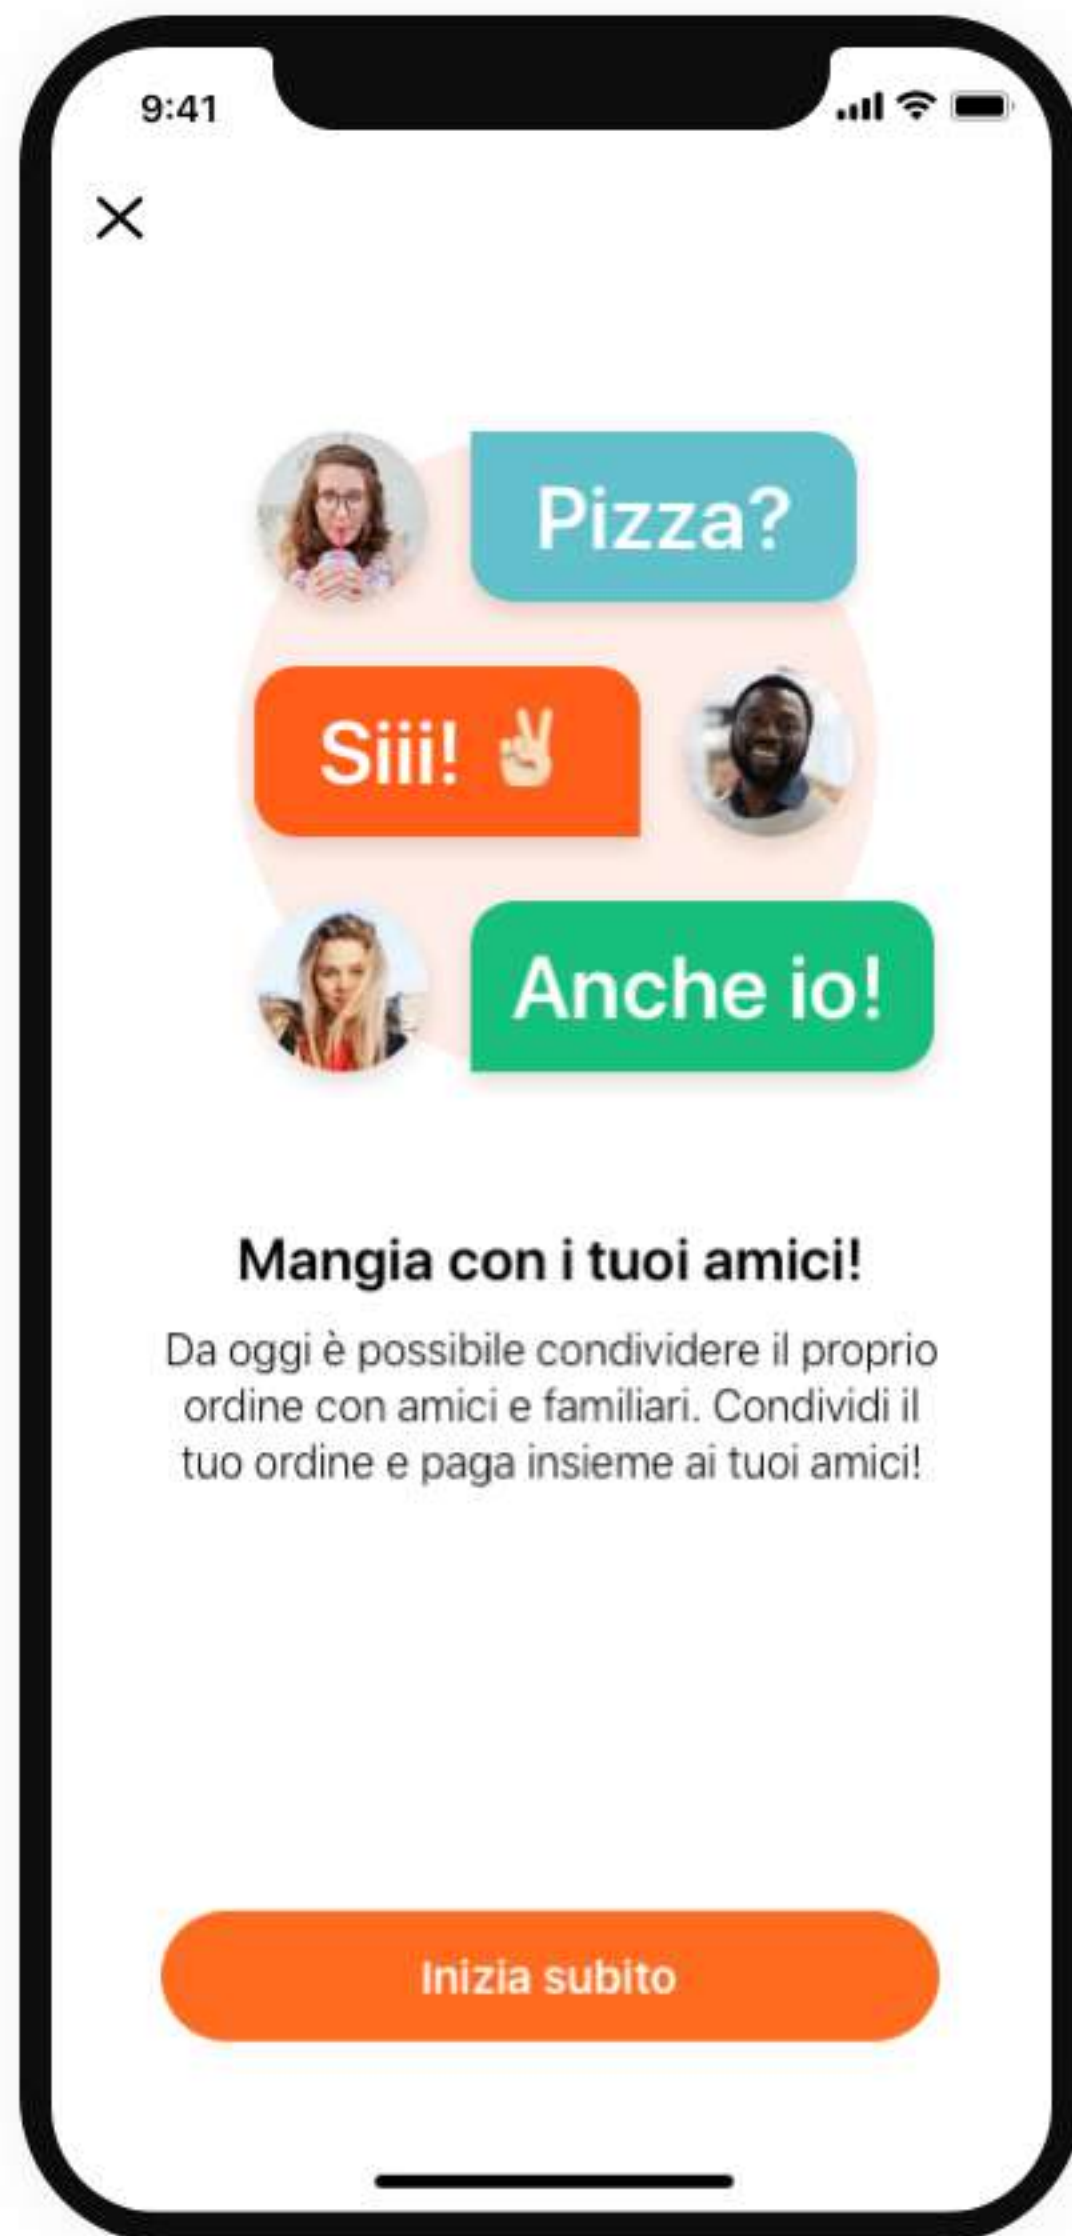 9:41
Pizza?
Siii! ✌🏼
Anche io!
Mangia con i tuoi amici!
Da oggi è possibile condividere il proprio
ordine con amici e familiari. Condividi il
tuo ordine e paga insieme ai tuoi amici!
Inizia subito